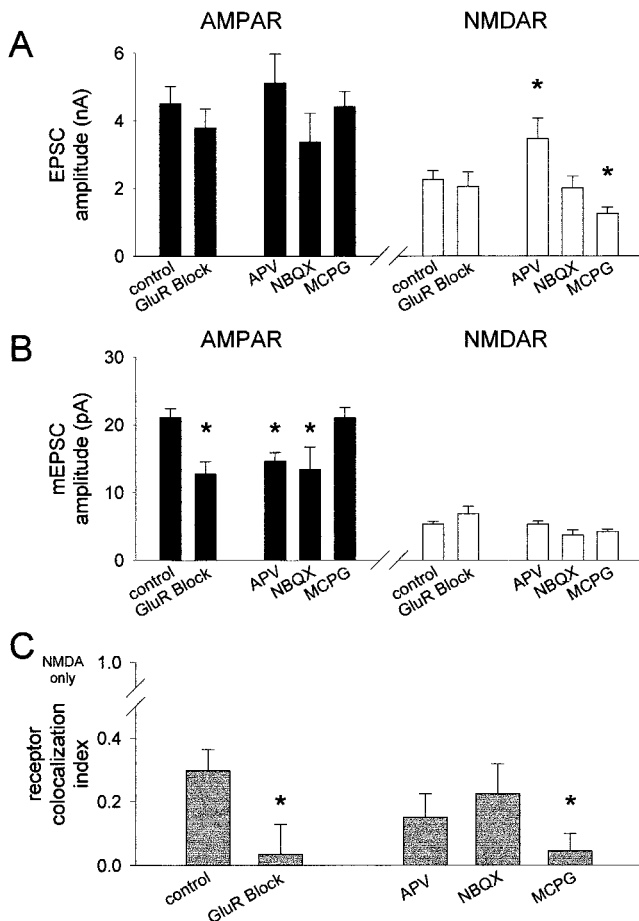 A
AMPAR
NMDAR
EPSC
amplitude (nA)
6
4
2
0
*
*
control
GluR Block
APV
NBQX
MCPG
control
GluR Block
APV
NBQX
MCPG
B
AMPAR
NMDAR
mEPSC
amplitude (pA)
30
20
10
0
*
*
*
control
GluR Block
APV
NBQX
MCPG
control
GluR Block
APV
NBQX
MCPG
C
NMDA
only
1.0
receptor
colocalization
index
0.4
0.2
0.0
*
*
control
GluR Block
APV
NBQX
MCPG